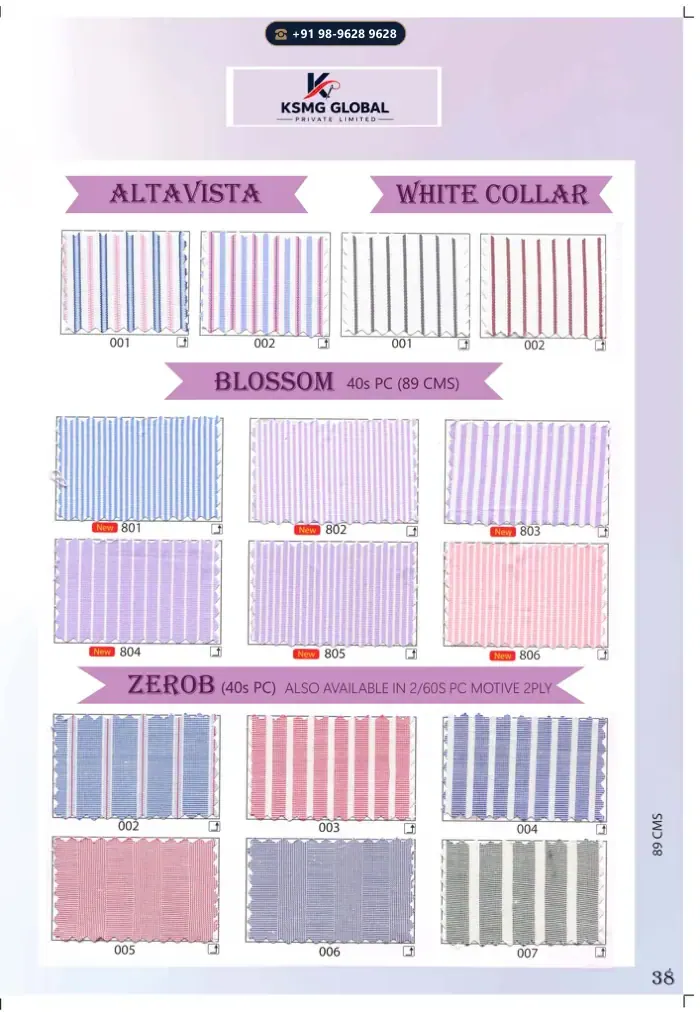 ☎ +91 98-9628 9628
KSMG GLOBAL
PRIVATE LIMITED
ALTAVISTA
WHITE COLLAR
001
002
001
002
BLOSSOM 40s PC (89 CMS)
New 801
New 802
New 803
New 804
New 805
New 806
ZEROB (40s PC) ALSO AVAILABLE IN 2/60S PC MOTIVE 2PLY
002
003
004
89 CMS
005
006
007
38